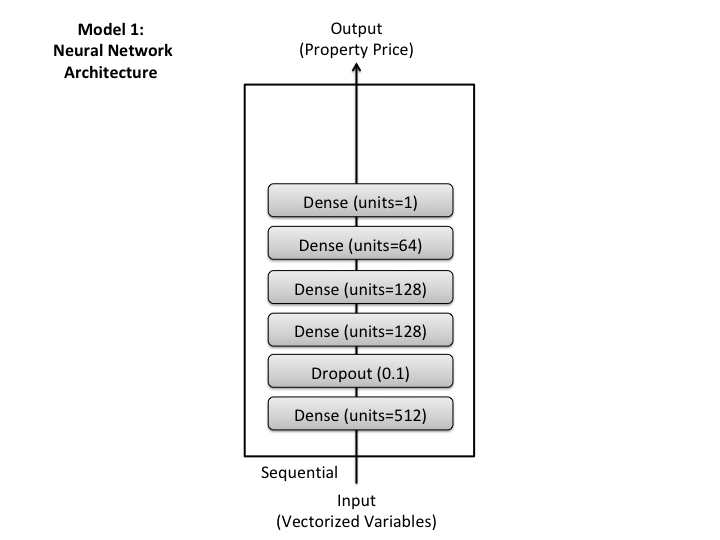 Model 1:
Neural Network
Architecture
Output
(Property Price)
Dense (units=1)
Dense (units=64)
Dense (units=128)
Dense (units=128)
Dropout (0.1)
Dense (units=512)
Sequential
Input
(Vectorized Variables)